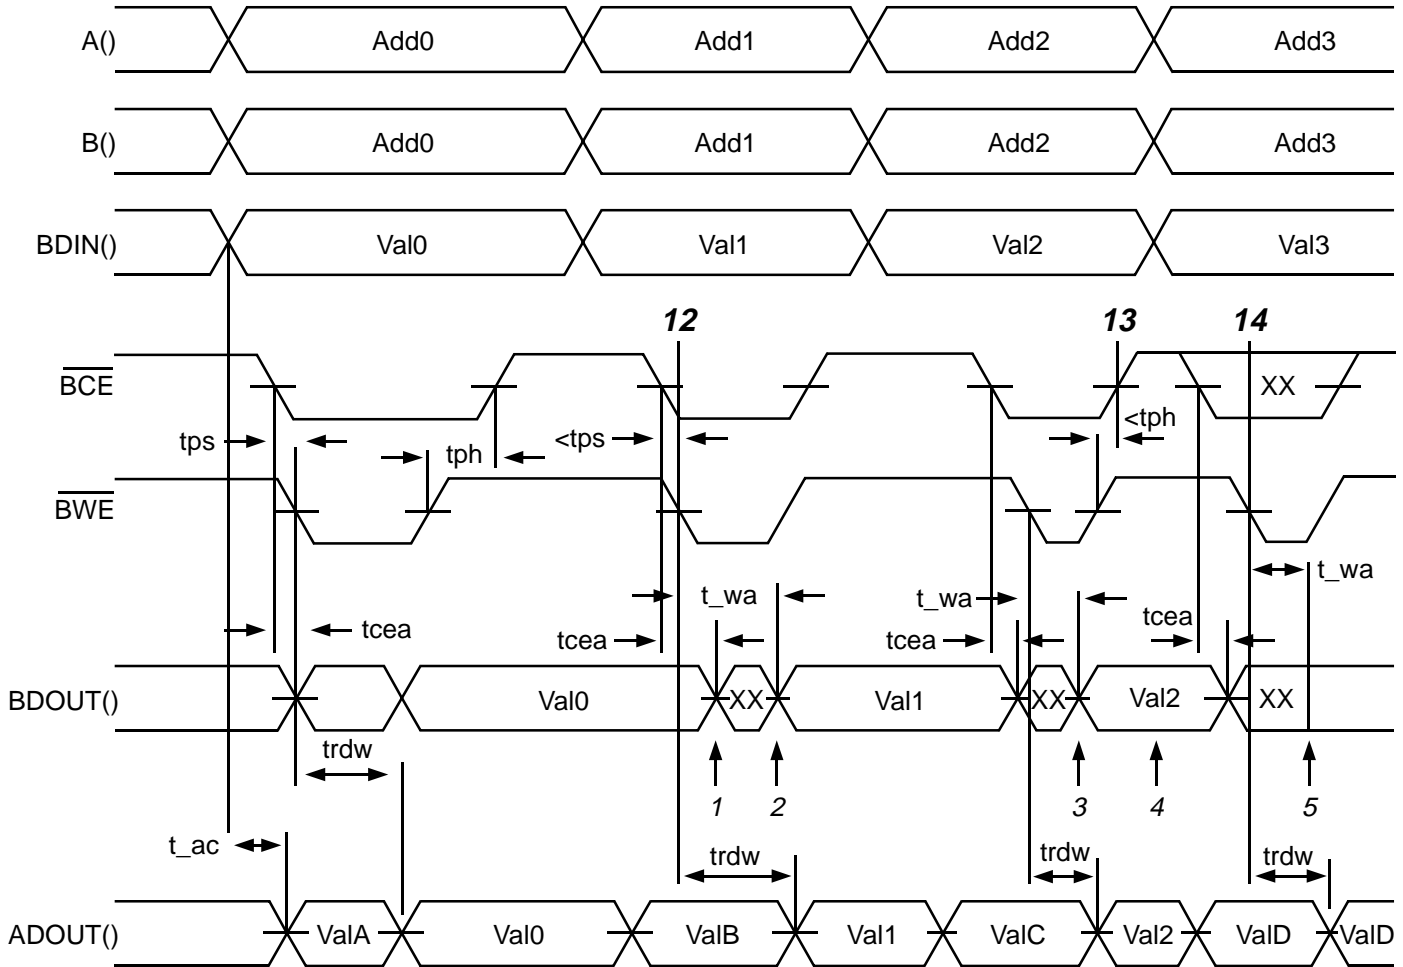 A() Add0 Add1 Add2 Add3
B() Add0 Add1 Add2 Add3
BDIN() Val0 Val1 Val2 Val3
12 13 14
BCE XX
tps tph <tps <tph
BWE
t_wa t_wa t_wa
tcea tcea tcea tcea
BDOUT() Val0 XX Val1 XX Val2 XX
trdw
1 2 3 4 5
t_ac trdw trdw trdw
ADOUT() ValA Val0 ValB Val1 ValC Val2 ValD ValD